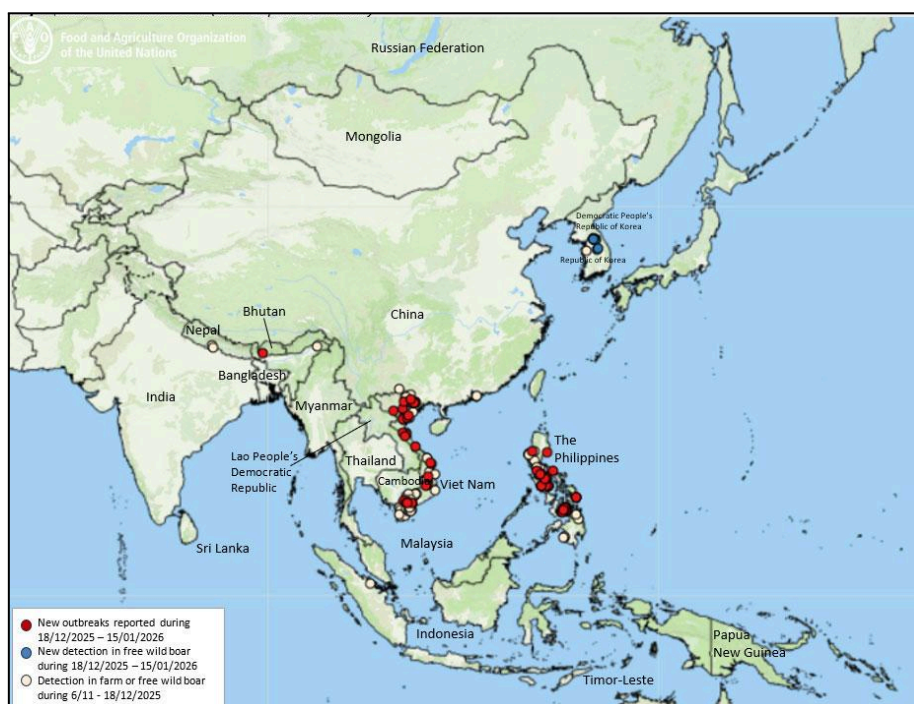 Food and Agriculture Organization
of the United Nations
Russian Federation
Mongolia
Democratic People's
Republic of Korea
Republic of Korea
China
Bhutan
Nepal
Bangladesh
India
Myanmar
Lao People's
Democratic
Republic
Thailand
Cambodia
Viet Nam
The
Philippines
Sri Lanka
Malaysia
Indonesia
Papua
New Guinea
Timor-Leste
New outbreaks reported during
18/12/2025 – 15/01/2026
New detection in free wild boar
during 18/12/2025 – 15/01/2026
Detection in farm or free wild boar
during 6/11 - 18/12/2025